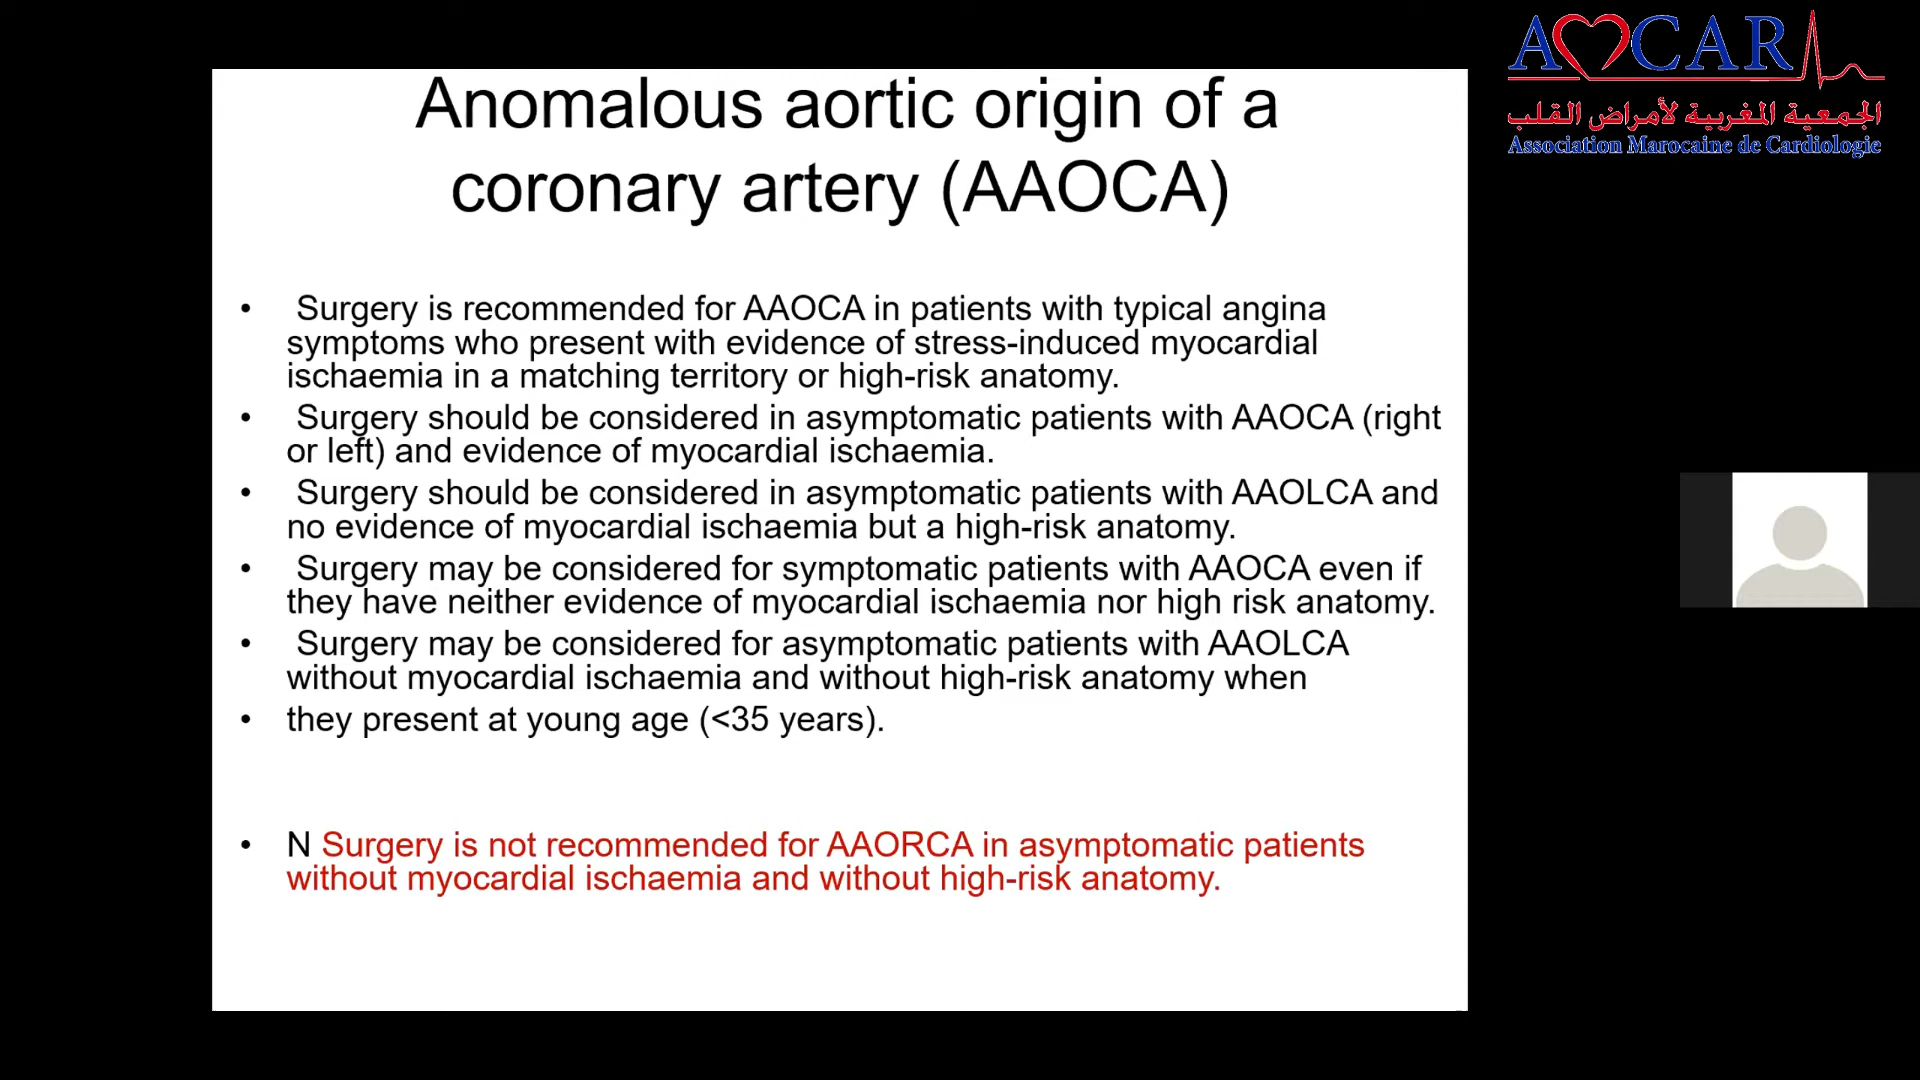 AMCAR
الجمعية المغربية لأمراض القلب
Association Marocaine de Cardiologie
Anomalous aortic origin of a
coronary artery (AAOCA)
• Surgery is recommended for AAOCA in patients with typical angina
symptoms who present with evidence of stress-induced myocardial
ischaemia in a matching territory or high-risk anatomy.
• Surgery should be considered in asymptomatic patients with AAOCA (right
or left) and evidence of myocardial ischaemia.
• Surgery should be considered in asymptomatic patients with AAOLCA and
no evidence of myocardial ischaemia but a high-risk anatomy.
• Surgery may be considered for symptomatic patients with AAOCA even if
they have neither evidence of myocardial ischaemia nor high risk anatomy.
• Surgery may be considered for asymptomatic patients with AAOLCA
without myocardial ischaemia and without high-risk anatomy when
• they present at young age (<35 years).
• N Surgery is not recommended for AAORCA in asymptomatic patients
without myocardial ischaemia and without high-risk anatomy.